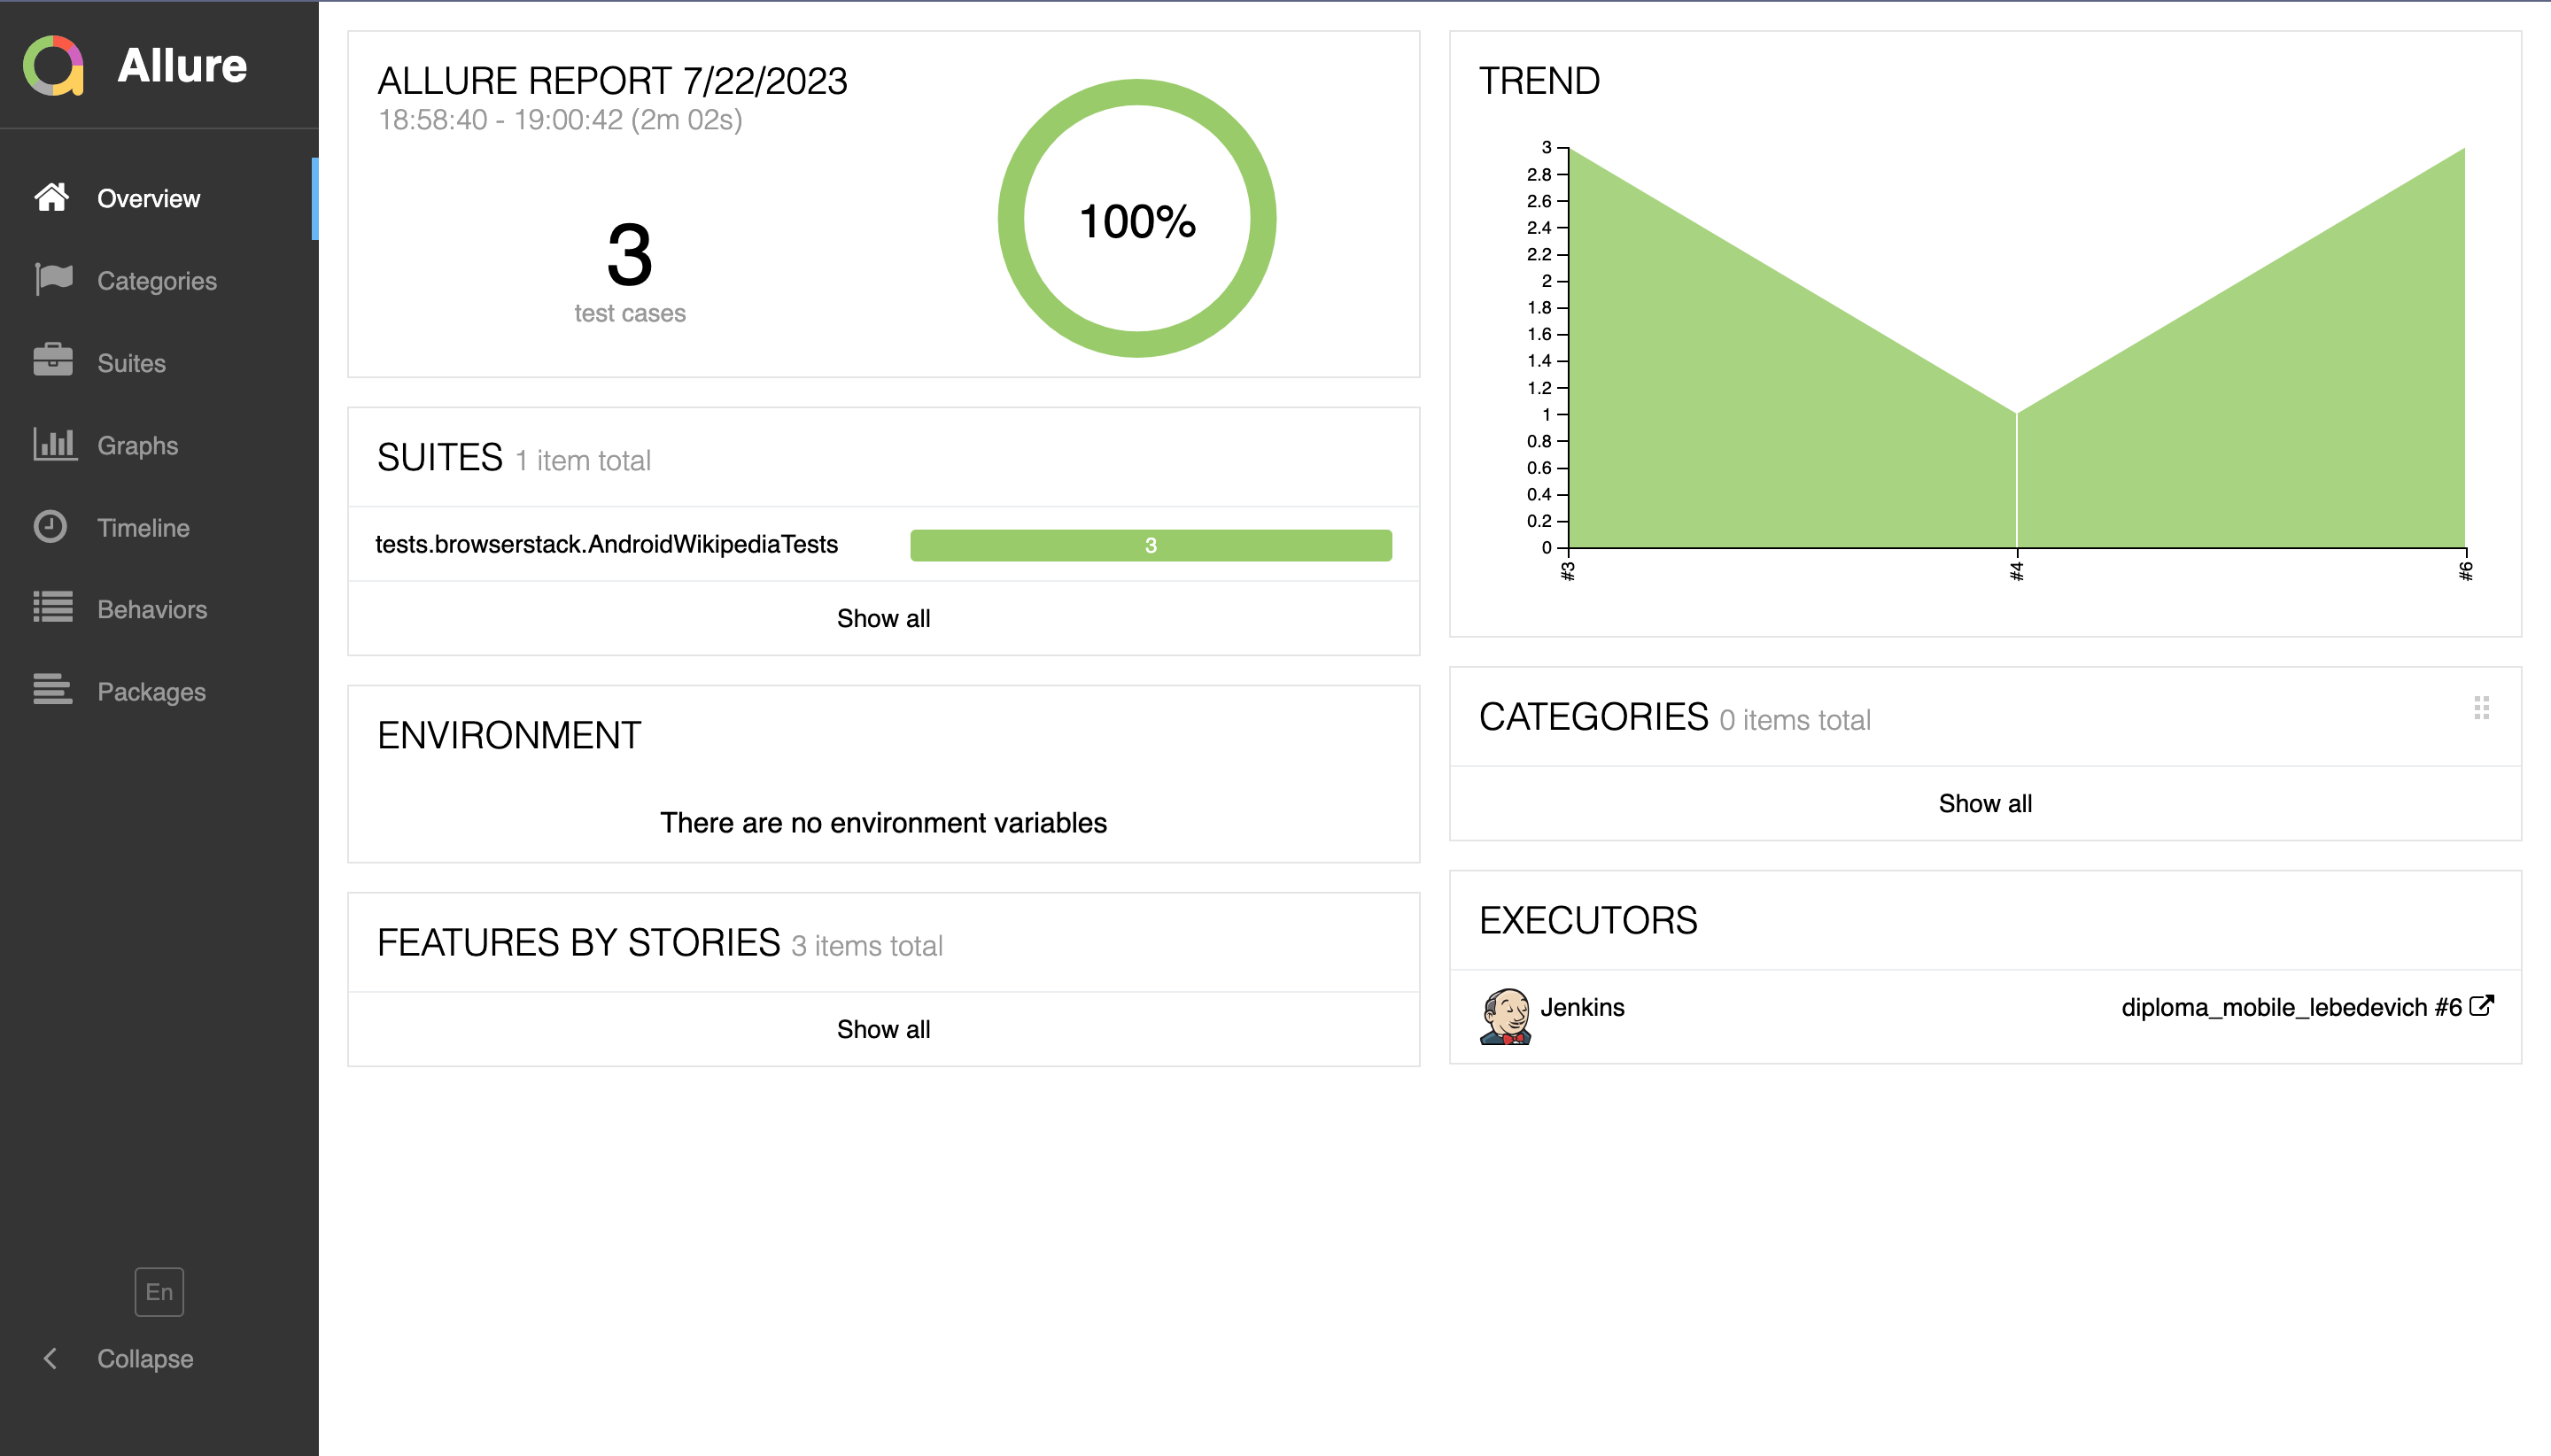 Allure
Overview
Categories
Suites
Graphs
Timeline
Behaviors
Packages
En
Collapse
ALLURE REPORT 7/22/2023
18:58:40 - 19:00:42 (2m 02s)
3
test cases
100%
SUITES 1 item total
tests.browserstack.AndroidWikipediaTests 3
Show all
ENVIRONMENT
There are no environment variables
FEATURES BY STORIES 3 items total
Show all
TREND
3
2.8
2.6
2.4
2.2
2
1.8
1.6
1.4
1.2
1
0.8
0.6
0.4
0.2
0
#3 #4 #6
CATEGORIES 0 items total
Show all
EXECUTORS
Jenkins diploma_mobile_lebedevich #6